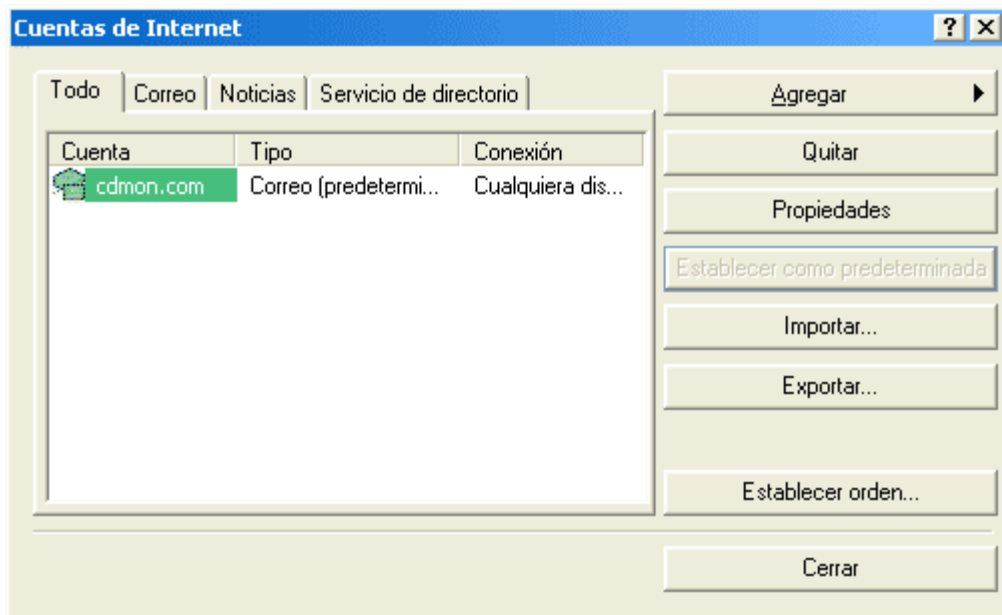 Cuentas de Internet
Todo Correo Noticias Servicio de directorio
Cuenta Tipo Conexión
cdmon.com Correo (predetermi... Cualquiera dis...
Agregar
Quitar
Propiedades
Establecer como predeterminada
Importar...
Exportar...
Establecer orden...
Cerrar